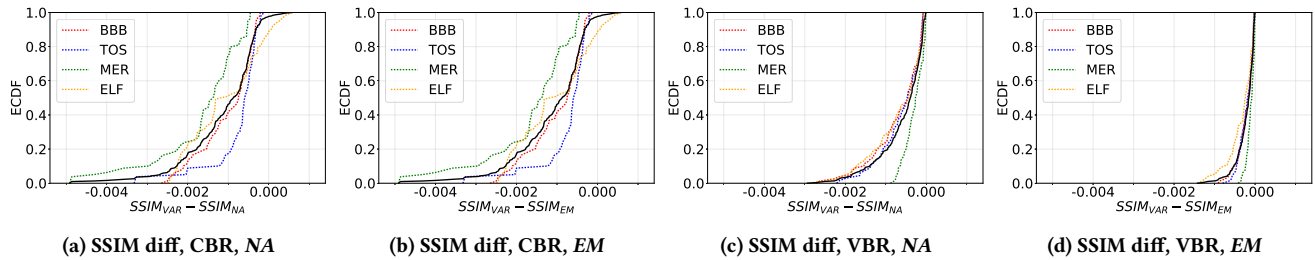 ECDF
1.0
0.8
0.6
0.4
0.2
0.0
BBB
TOS
MER
ELF
-0.004
-0.002
0.000
SSIM_VAR − SSIM_NA
(a) SSIM diff, CBR, NA
ECDF
1.0
0.8
0.6
0.4
0.2
0.0
BBB
TOS
MER
ELF
-0.004
-0.002
0.000
SSIM_VAR − SSIM_EM
(b) SSIM diff, CBR, EM
ECDF
1.0
0.8
0.6
0.4
0.2
0.0
BBB
TOS
MER
ELF
-0.004
-0.002
0.000
SSIM_VAR − SSIM_NA
(c) SSIM diff, VBR, NA
ECDF
1.0
0.8
0.6
0.4
0.2
0.0
BBB
TOS
MER
ELF
-0.004
-0.002
0.000
SSIM_VAR − SSIM_EM
(d) SSIM diff, VBR, EM